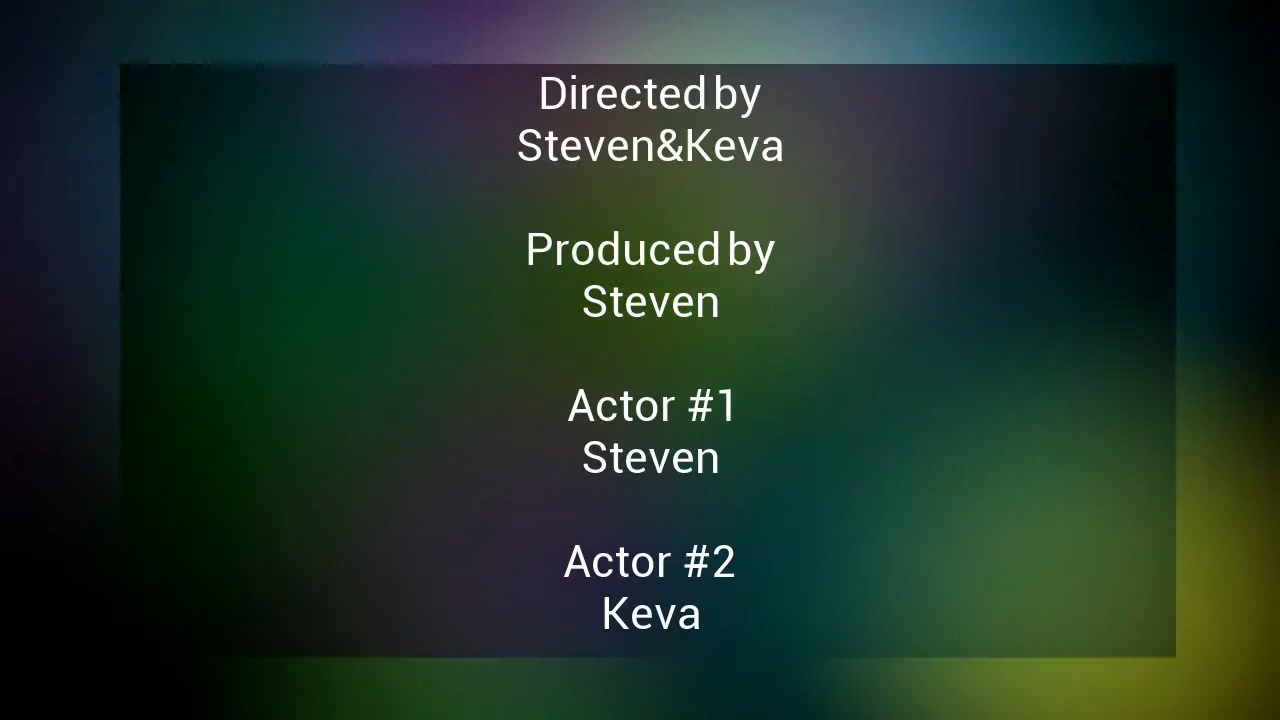 Directed by
Steven&Keva
Produced by
Steven
Actor #1
Steven
Actor #2
Keva